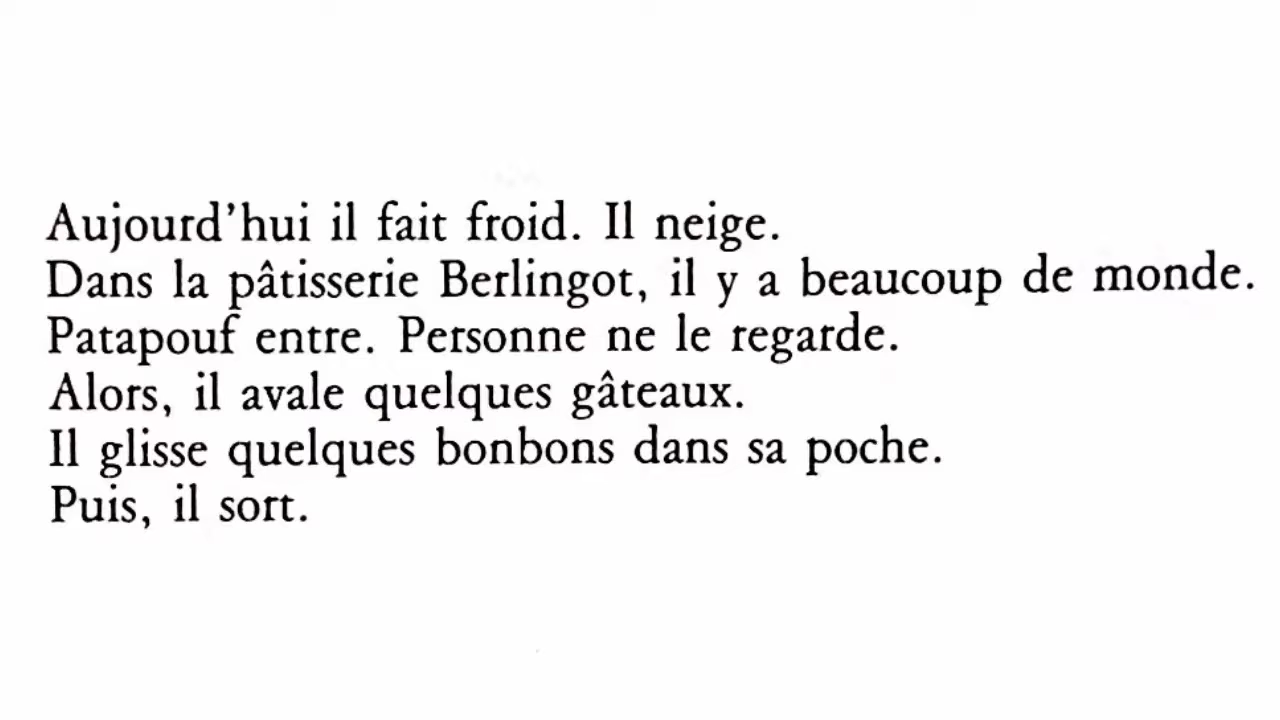 Aujourd'hui il fait froid. Il neige.
Dans la pâtisserie Berlingot, il y a beaucoup de monde.
Patapouf entre. Personne ne le regarde.
Alors, il avale quelques gâteaux.
Il glisse quelques bonbons dans sa poche.
Puis, il sort.